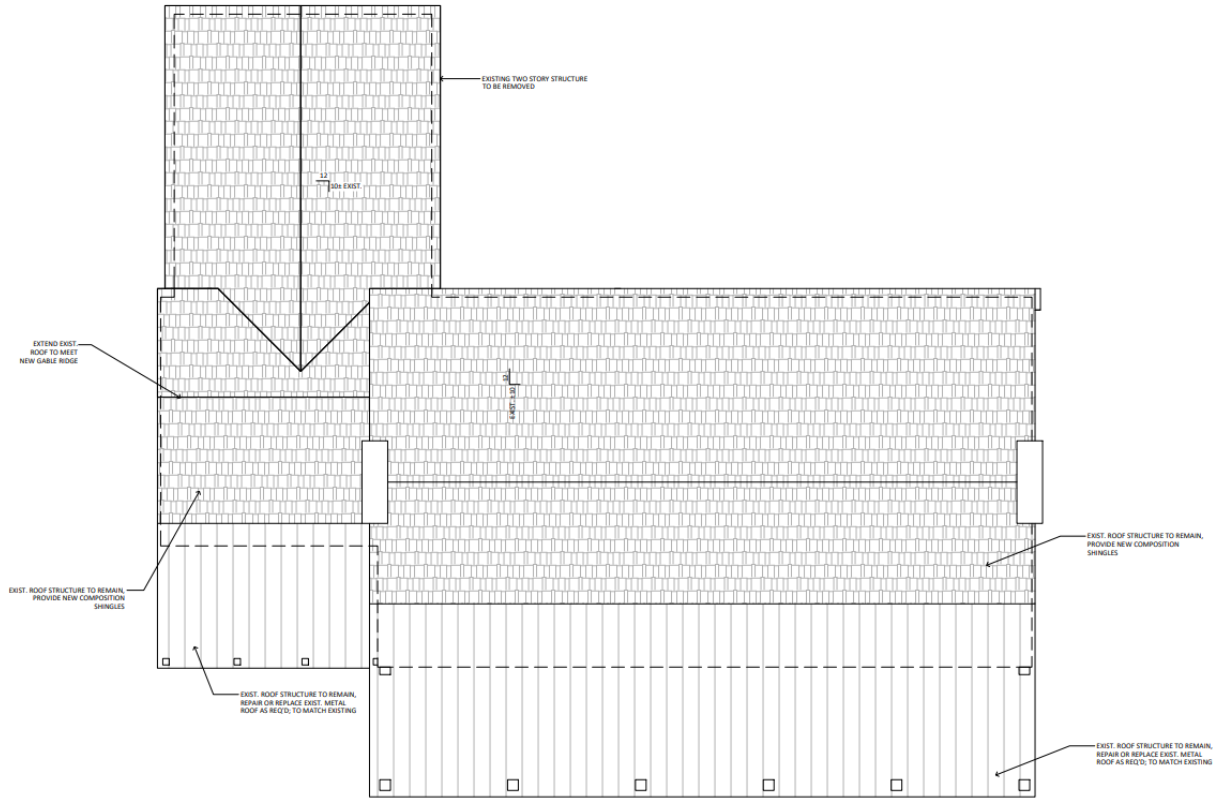 EXISTING TWO STORY STRUCTURE
TO BE REMOVED
12
10± EXIST.
EXTEND EXIST.
ROOF TO MEET
NEW GABLE RIDGE
12
EXIST. ± 10
EXIST. ROOF STRUCTURE TO REMAIN,
PROVIDE NEW COMPOSITION
SHINGLES
EXIST. ROOF STRUCTURE TO REMAIN,
PROVIDE NEW COMPOSITION
SHINGLES
EXIST. ROOF STRUCTURE TO REMAIN,
REPAIR OR REPLACE EXIST. METAL
ROOF AS REQ'D; TO MATCH EXISTING
EXIST. ROOF STRUCTURE TO REMAIN,
REPAIR OR REPLACE EXIST. METAL
ROOF AS REQ'D; TO MATCH EXISTING